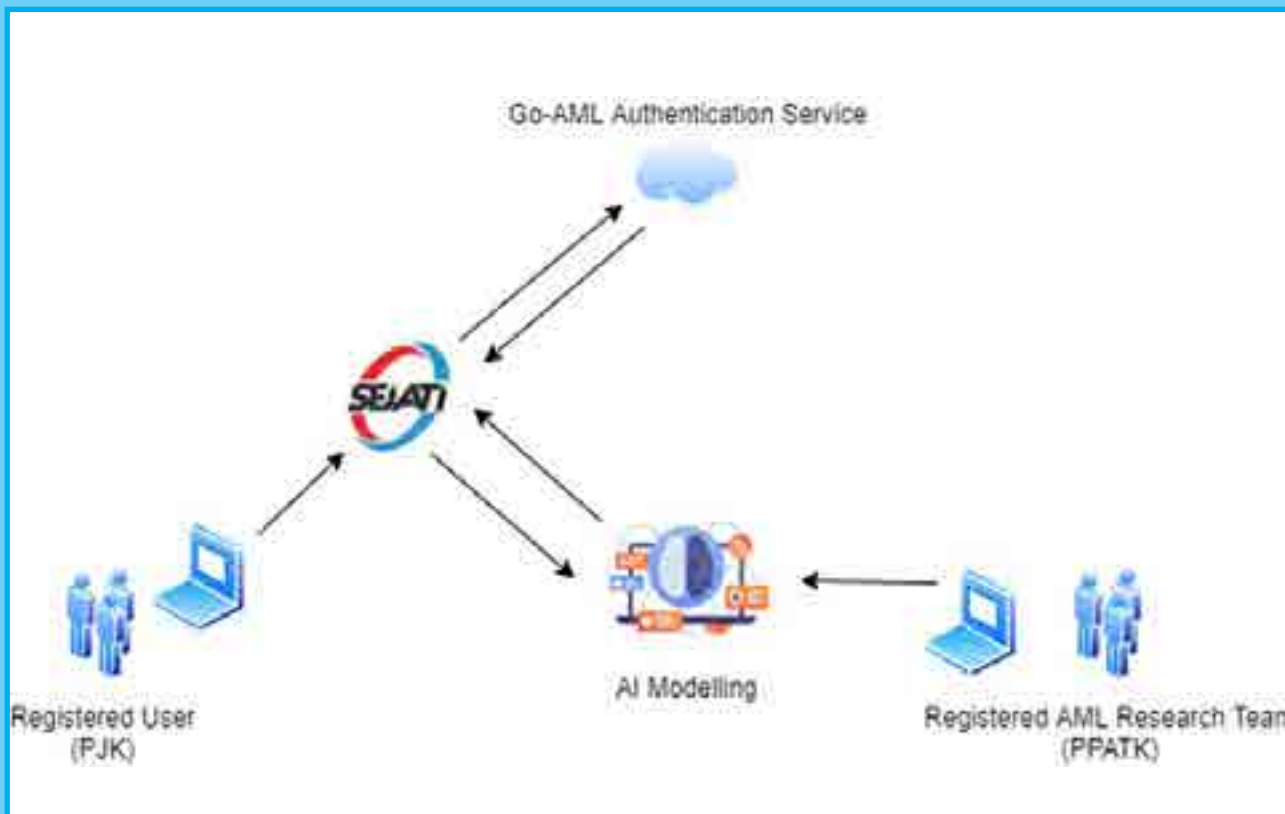 Go-AML Authentication Service
SEJATI
AI Modelling
Registered User
(PJK)
Registered AML Research Team
(PPATK)